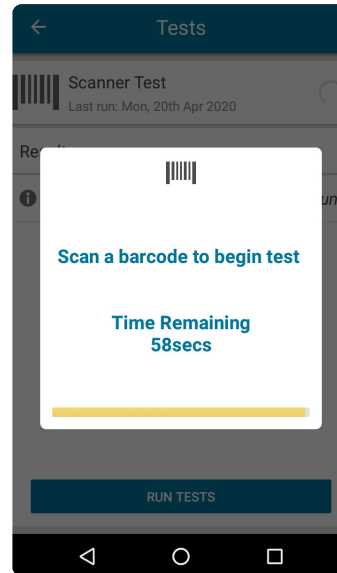 Tests
Scanner Test
Last run: Mon, 20th Apr 2020
Scan a barcode to begin test
Time Remaining
58secs
RUN TESTS